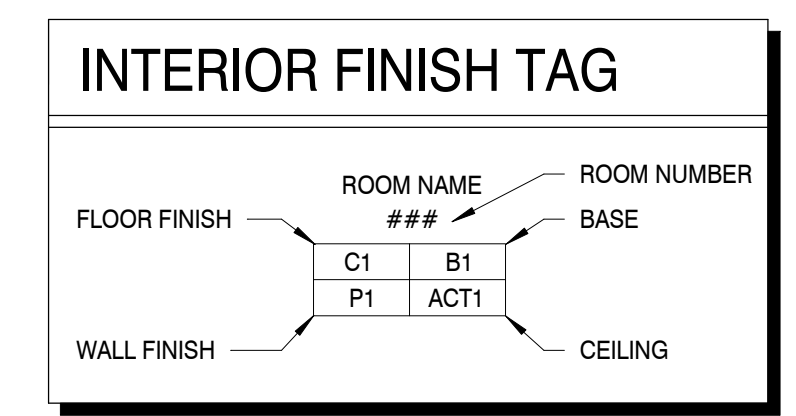 INTERIOR FINISH TAG
ROOM NAME
ROOM NUMBER
###
FLOOR FINISH
BASE
C1 B1
P1 ACT1
WALL FINISH
CEILING